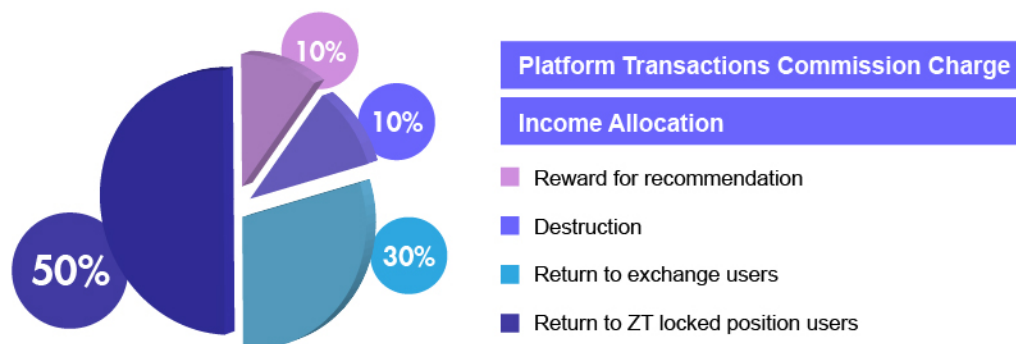 10%
10%
30%
50%
Platform Transactions Commission Charge
Income Allocation
Reward for recommendation
Destruction
Return to exchange users
Return to ZT locked position users